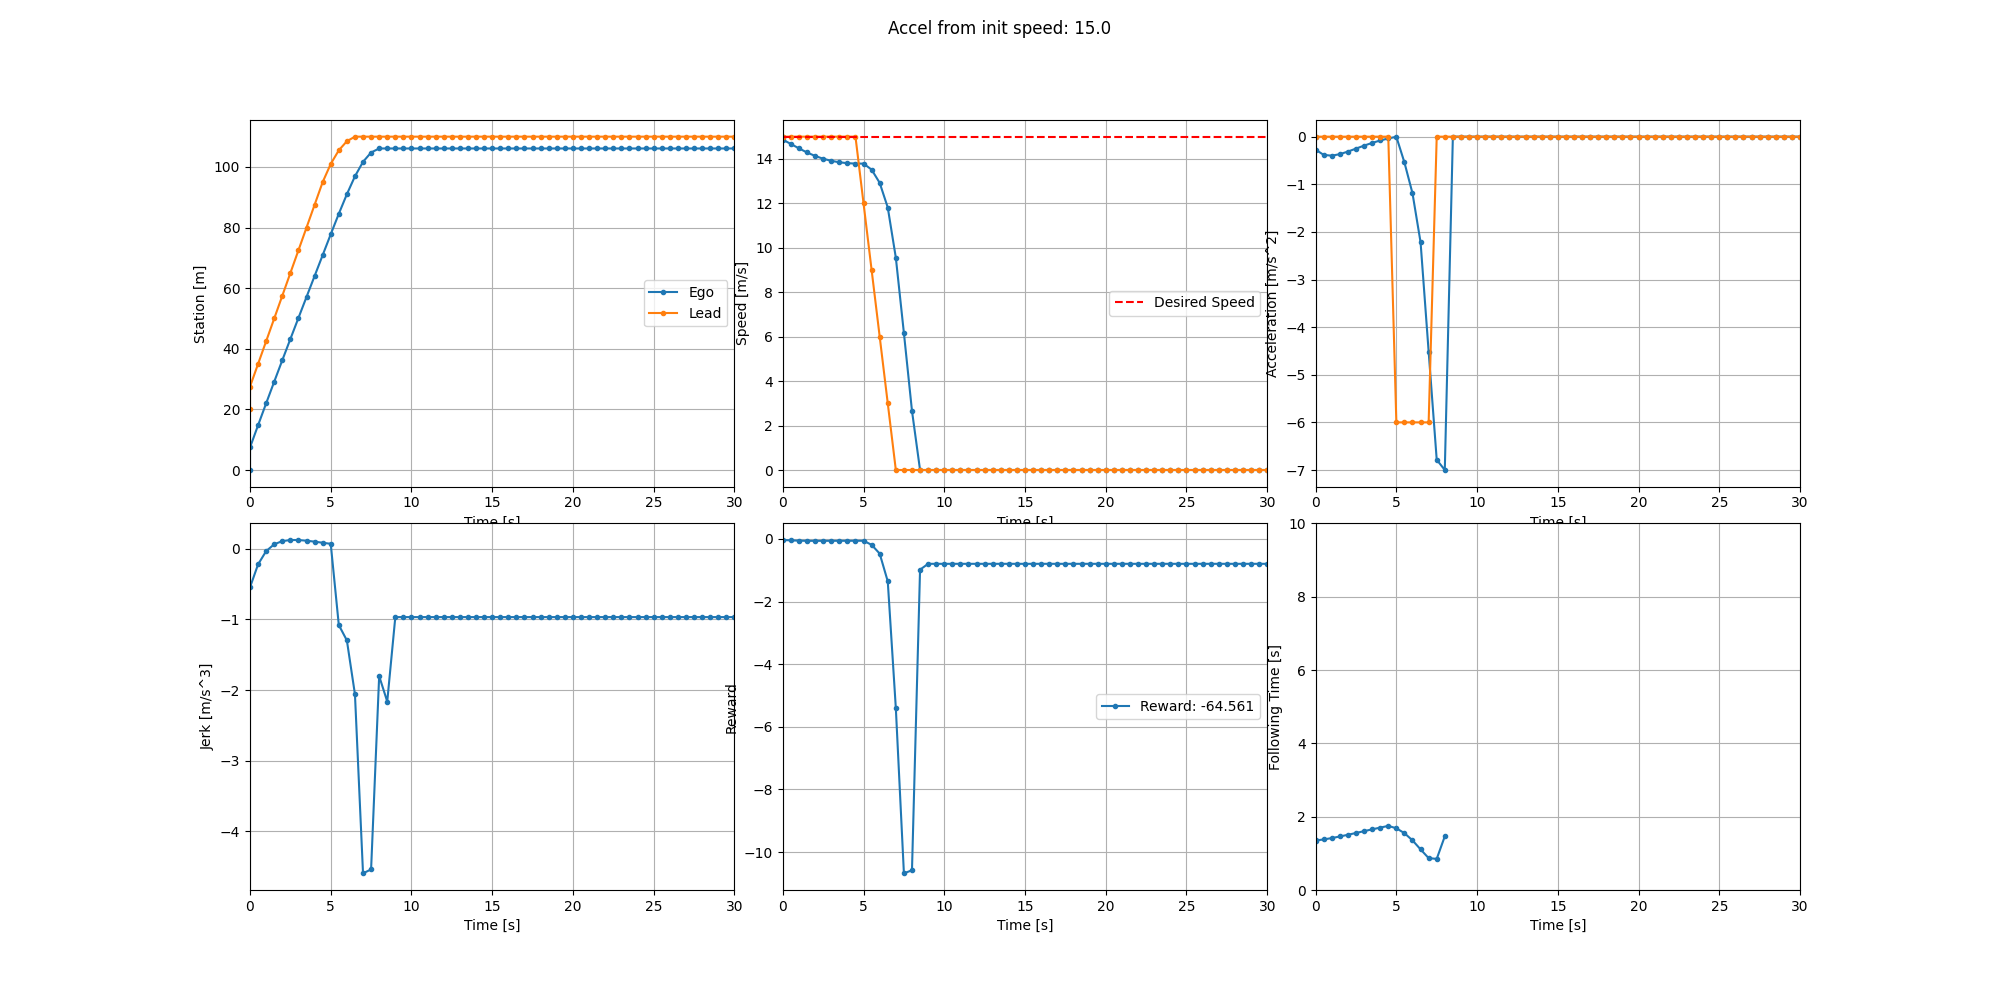 Accel from init speed: 15.0
Station [m]
100
80
60
40
20
0
0 5 10 15 20 25 30
Time [s]
Ego
Lead
Speed [m/s]
14
12
10
8
6
4
2
0
0 5 10 15 20 25 30
Time [s]
Desired Speed
Acceleration [m/s^2]
0
−1
−2
−3
−4
−5
−6
−7
0 5 10 15 20 25 30
Time [s]
Jerk [m/s^3]
0
−1
−2
−3
−4
0 5 10 15 20 25 30
Time [s]
Reward
0
−2
−4
−6
−8
−10
0 5 10 15 20 25 30
Time [s]
Reward: -64.561
Following Time [s]
10
8
6
4
2
0
0 5 10 15 20 25 30
Time [s]